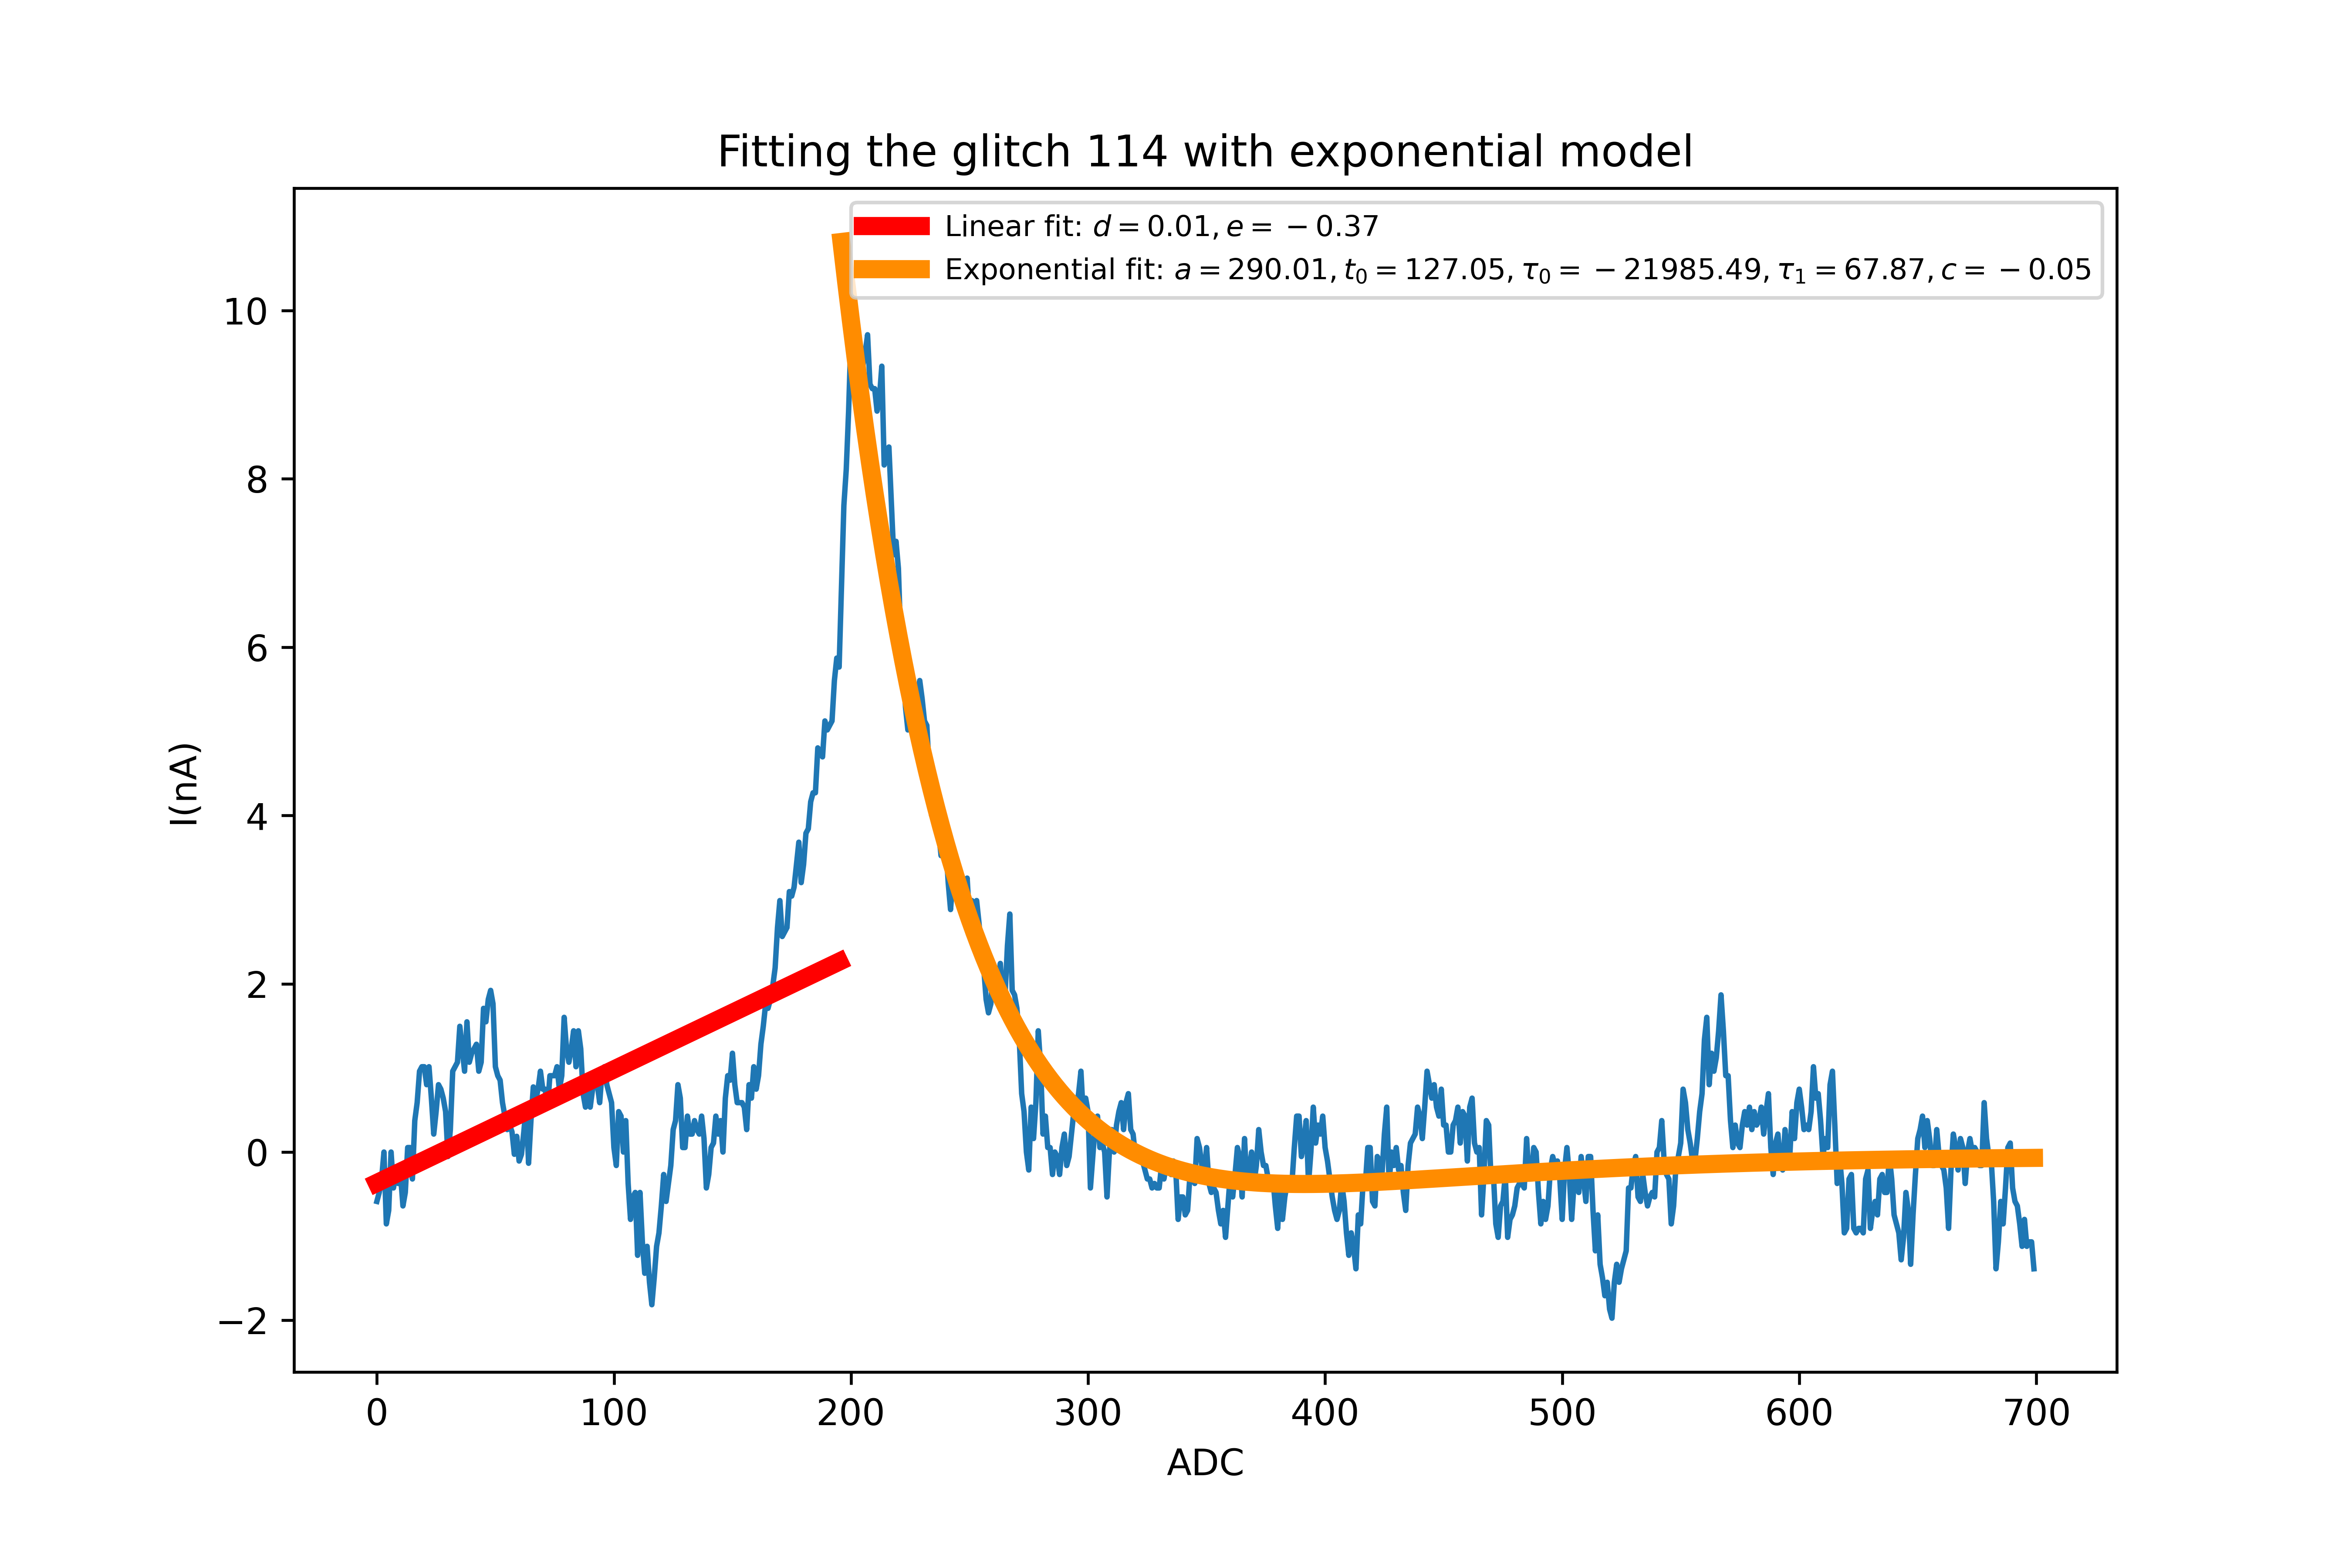 Fitting the glitch 114 with exponential model
Linear fit: d = 0.01, e = −0.37
Exponential fit: a = 290.01, t₀ = 127.05, τ₀ = −21985.49, τ₁ = 67.87, c = −0.05
10
8
6
4
2
0
−2
I(nA)
0 100 200 300 400 500 600 700
ADC